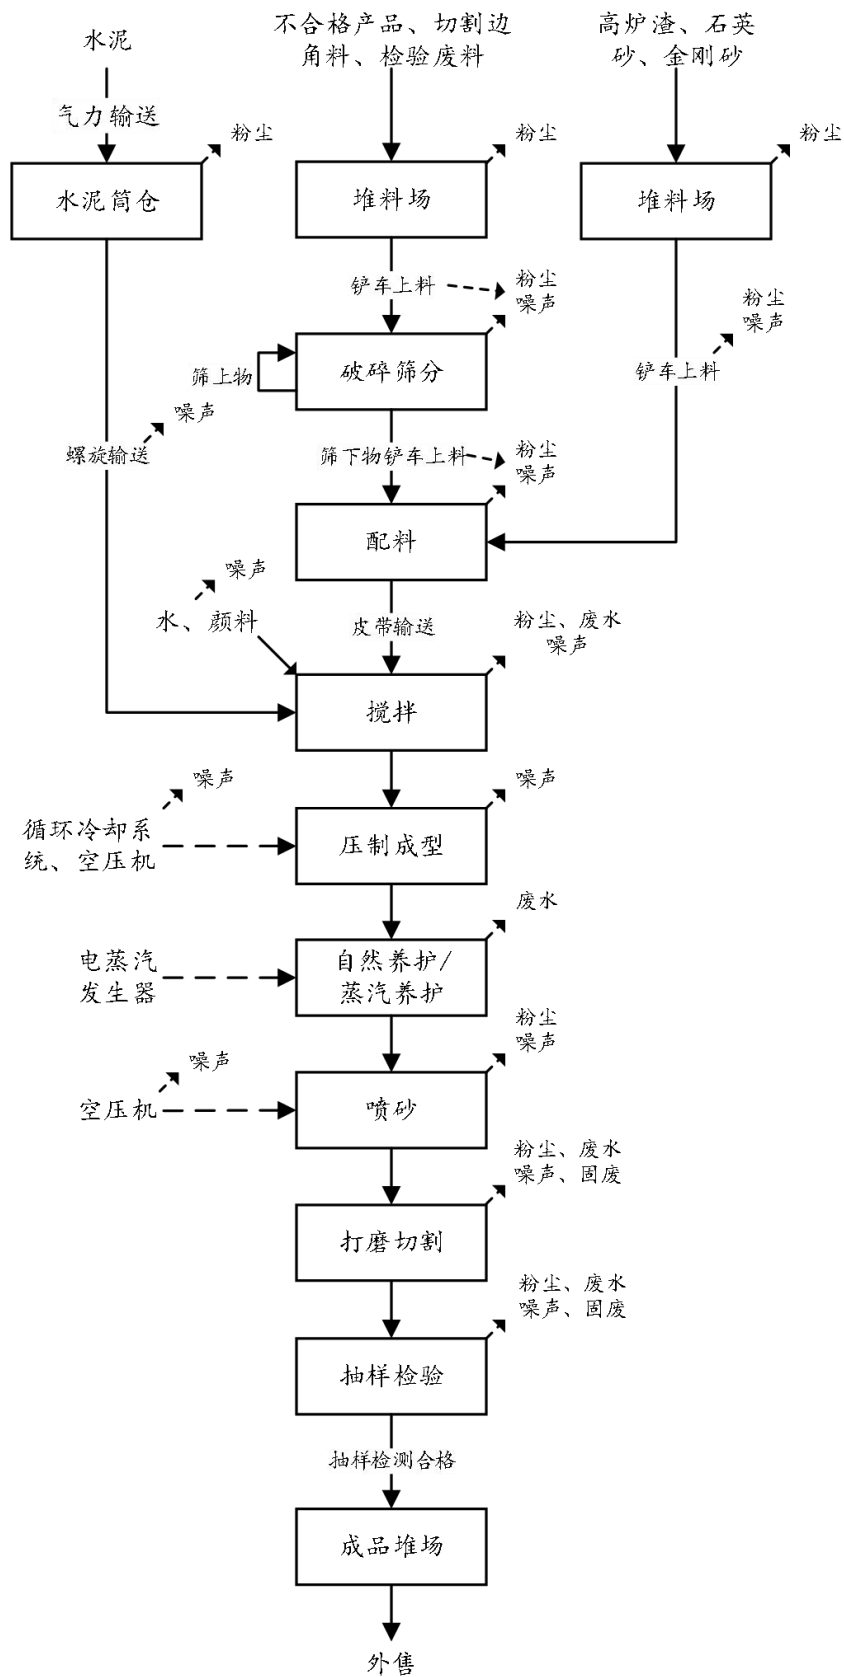 水泥
不合格产品、切割边
角料、检验废料
高炉渣、石英
砂、金刚砂
气力输送
粉尘
粉尘
粉尘
水泥筒仓
堆料场
堆料场
铲车上料
粉尘
噪声
粉尘
噪声
筛上物
破碎筛分
铲车上料
噪声
螺旋输送
筛下物铲车上料
粉尘
噪声
配料
噪声
水、颜料
皮带输送
粉尘、废水
噪声
搅拌
噪声
噪声
循环冷却系
统、空压机
压制成型
废水
电蒸汽
发生器
自然养护/
蒸汽养护
粉尘
噪声
噪声
空压机
喷砂
粉尘、废水
噪声、固废
打磨切割
粉尘、废水
噪声、固废
抽样检验
抽样检测合格
成品堆场
外售